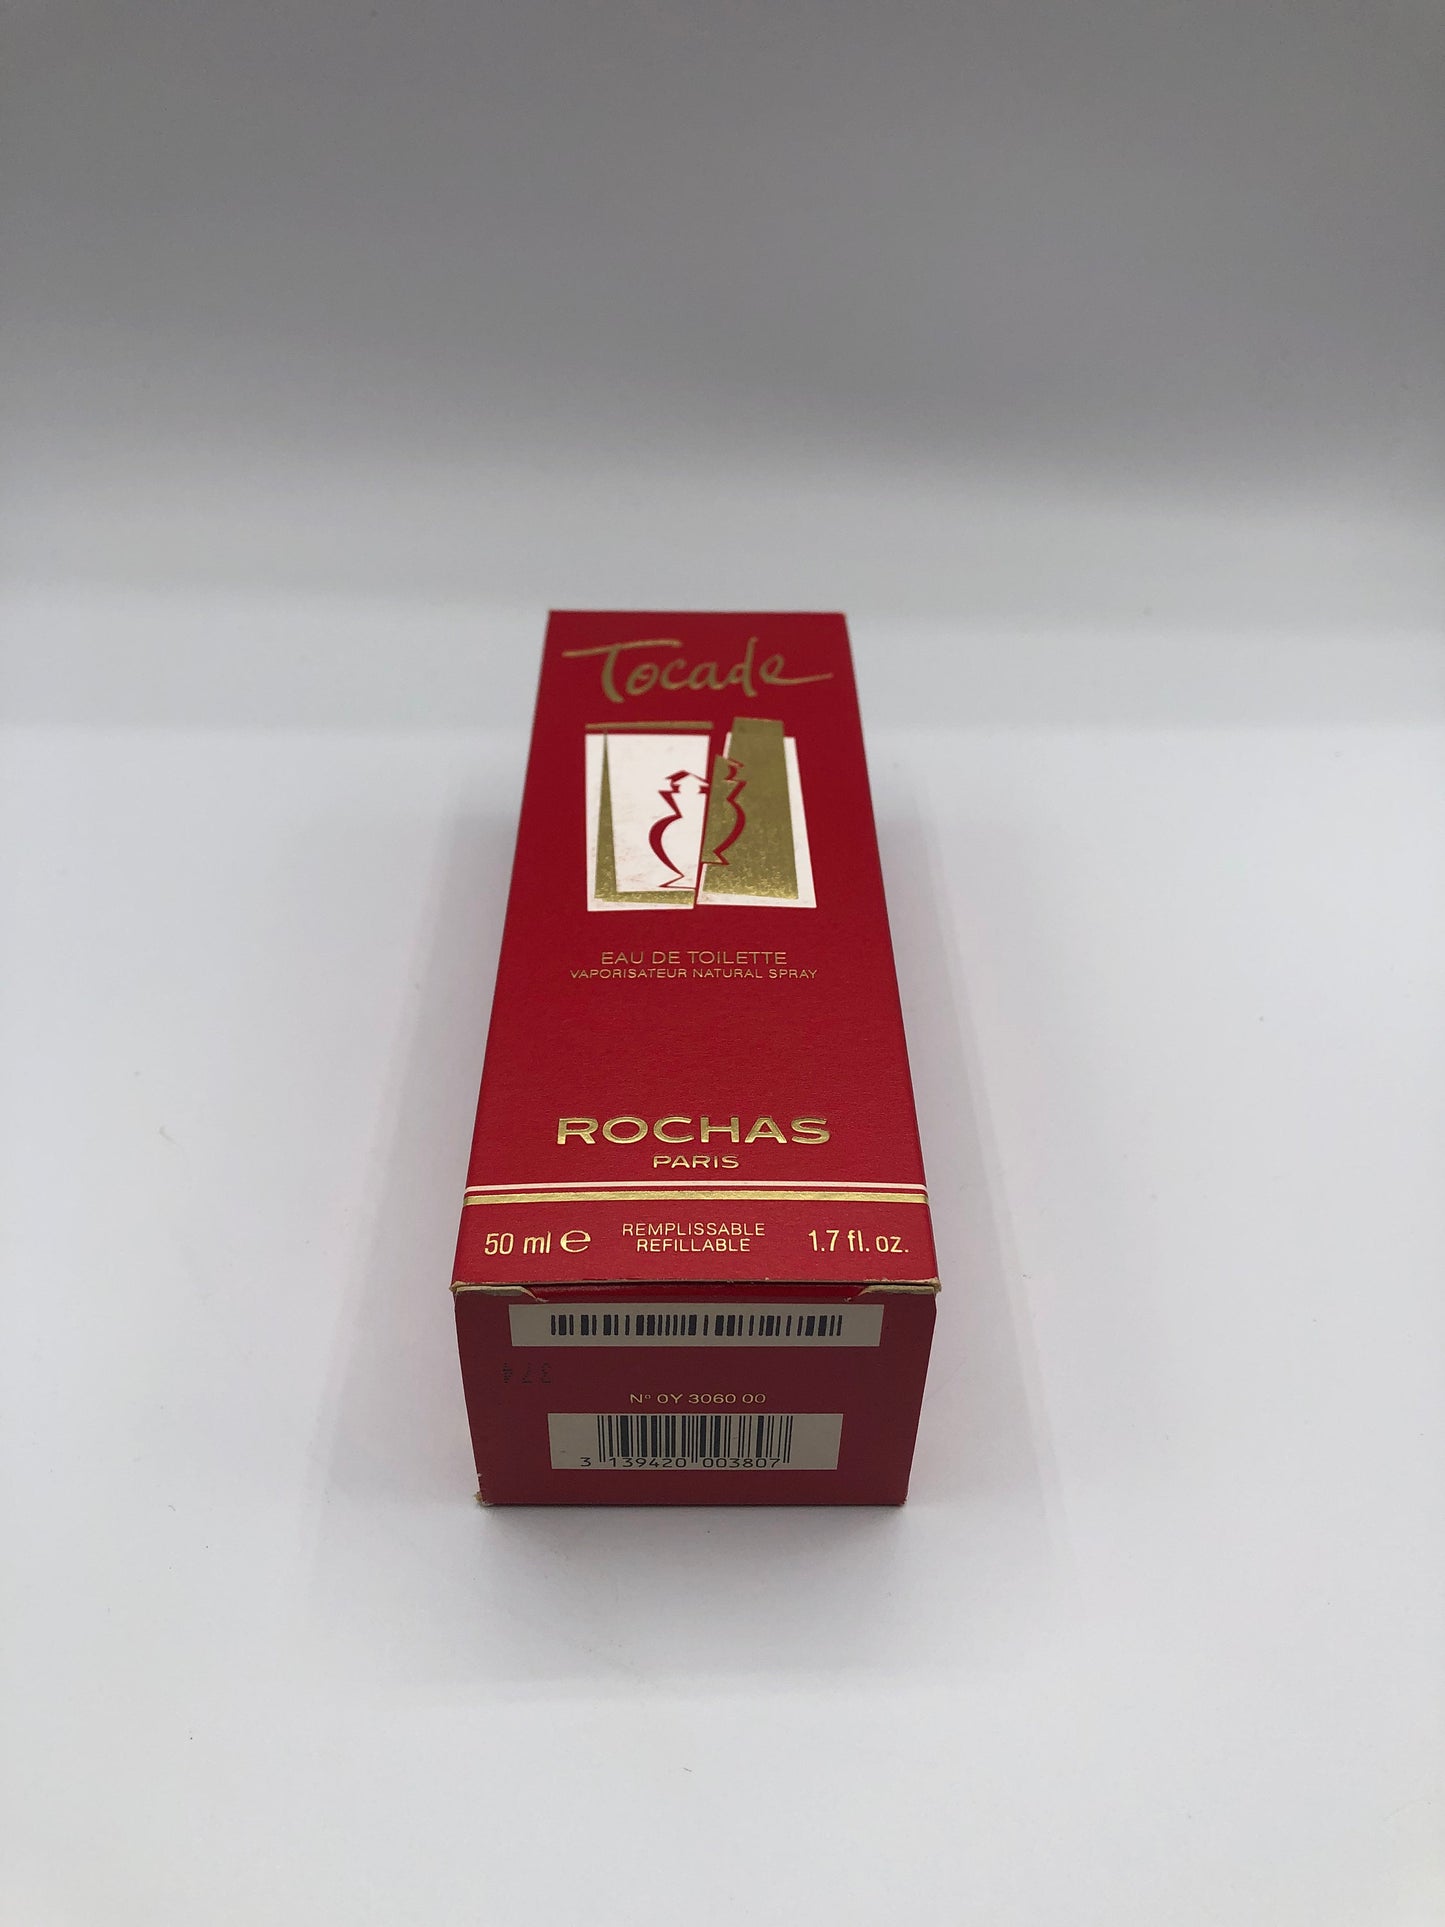 Tocade
EAU DE TOILETTE
VAPORISATEUR NATURAL SPRAY
ROCHAS
PARIS
50 ml ℮ REMPLISSABLE 1.7 fl. oz.
REFILLABLE
374
N° 0Y 3060 00
3 139420 003807